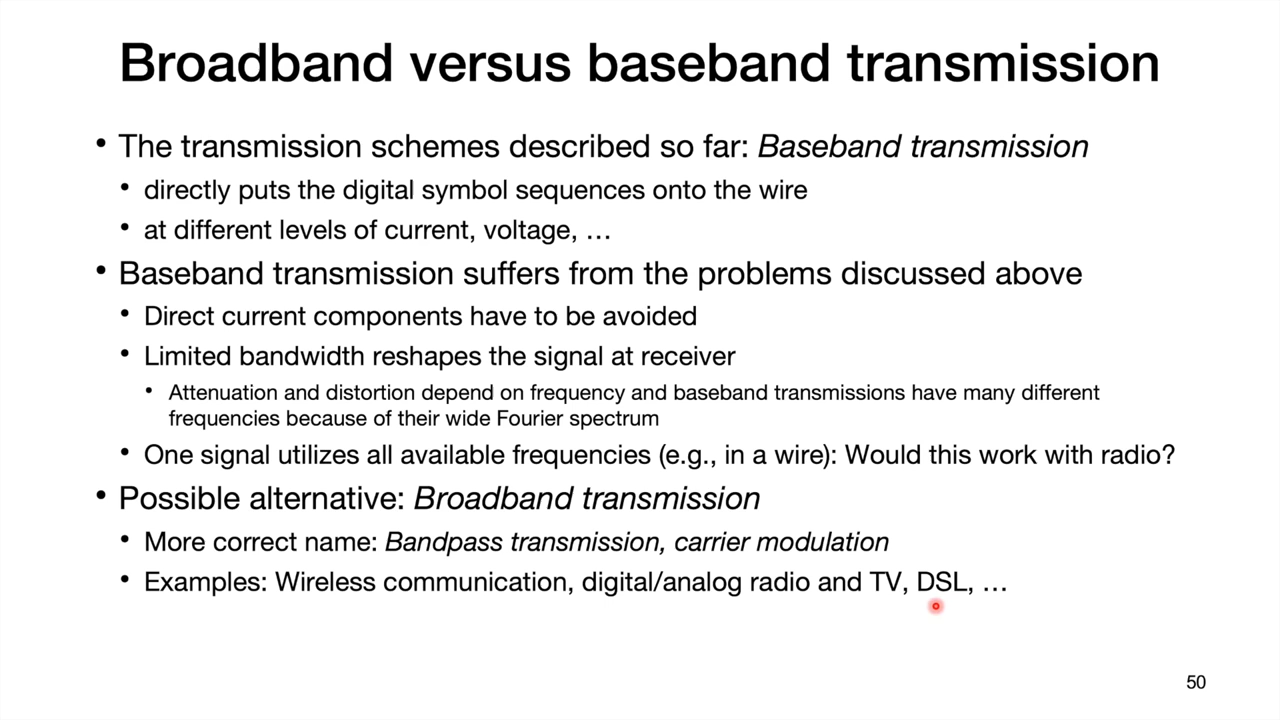 Broadband versus baseband transmission
• The transmission schemes described so far: Baseband transmission
• directly puts the digital symbol sequences onto the wire
• at different levels of current, voltage, …
• Baseband transmission suffers from the problems discussed above
• Direct current components have to be avoided
• Limited bandwidth reshapes the signal at receiver
• Attenuation and distortion depend on frequency and baseband transmissions have many different
frequencies because of their wide Fourier spectrum
• One signal utilizes all available frequencies (e.g., in a wire): Would this work with radio?
• Possible alternative: Broadband transmission
• More correct name: Bandpass transmission, carrier modulation
• Examples: Wireless communication, digital/analog radio and TV, DSL, …
50